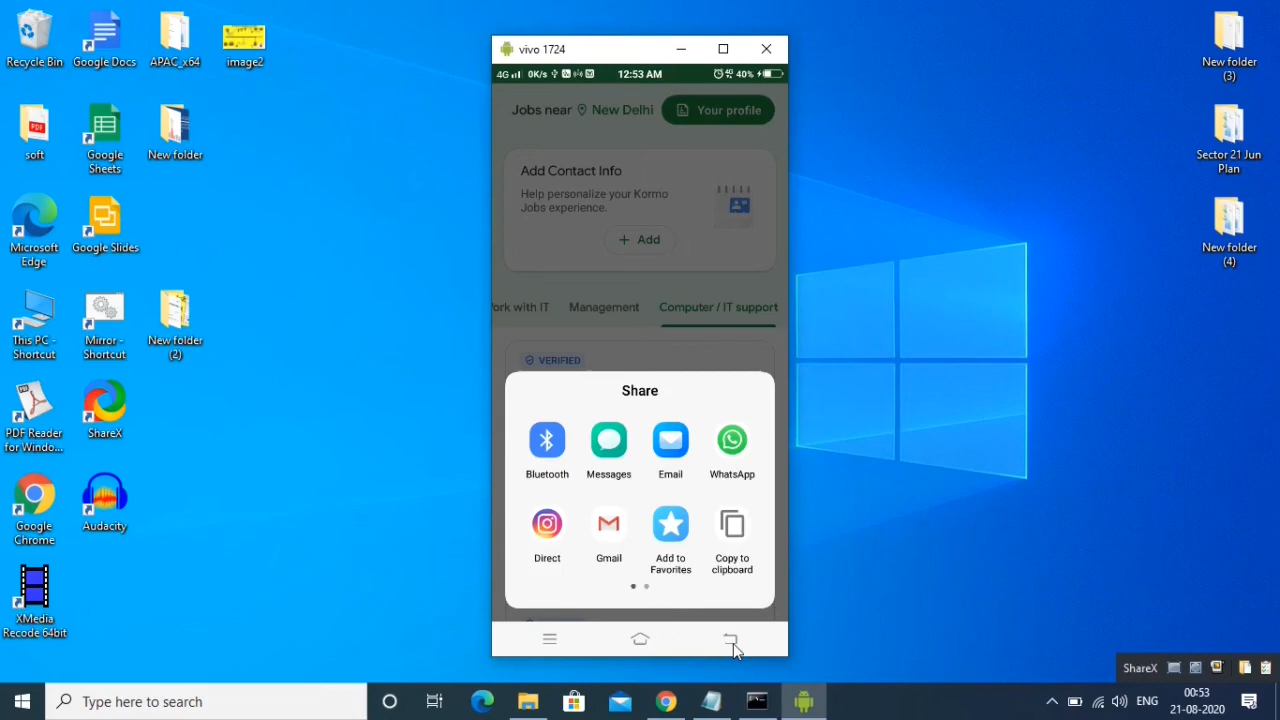 Recycle Bin
Google Docs
APAC_x64
image2
soft
Google
Sheets
New folder
Microsoft
Edge
Google Slides
This PC -
Shortcut
Mirror -
Shortcut
New folder
(2)
PDF Reader
for Windo...
ShareX
Google
Chrome
Audacity
XMedia
Recode 64bit
vivo 1724
4G 0K/s 12:53 AM 40%
Jobs near New Delhi Your profile
Add Contact Info
Help personalize your Kormo
Jobs experience.
+ Add
ork with IT Management Computer / IT support
VERIFIED
Share
Bluetooth Messages Email WhatsApp
Direct Gmail Add to
Favorites
Copy to
clipboard
New folder
(3)
Sector 21 Jun
Plan
New folder
(4)
ShareX
Type here to search
ENG
00:53
21-08-2020